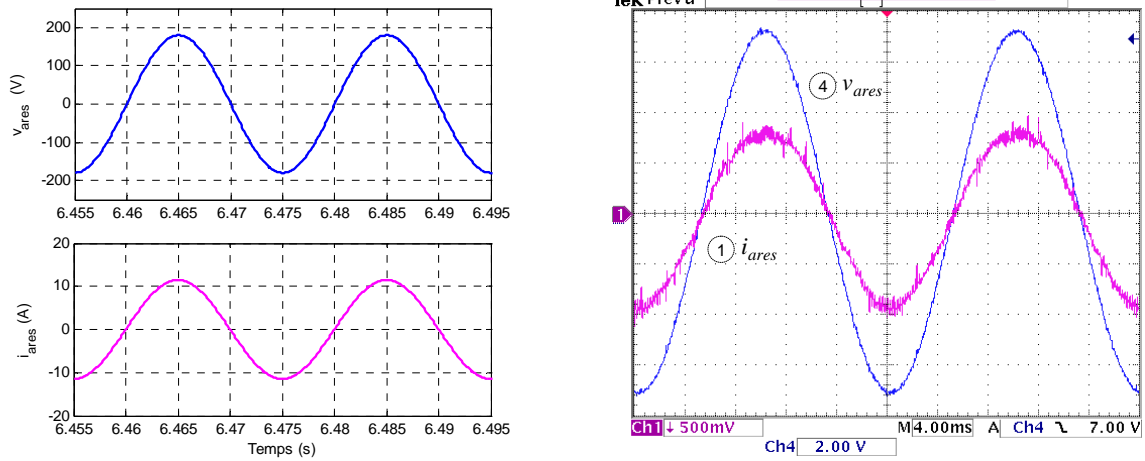 200
100
0
-100
-200
v_ares (V)
6.455 6.46 6.465 6.47 6.475 6.48 6.485 6.49 6.495
20
10
0
-10
-20
i_ares (A)
6.455 6.46 6.465 6.47 6.475 6.48 6.485 6.49 6.495
Temps (s)
4 v_ares
1
1 i_ares
Ch1 ↓ 500mV M 4.00ms A Ch4 7.00 V
Ch4 2.00 V